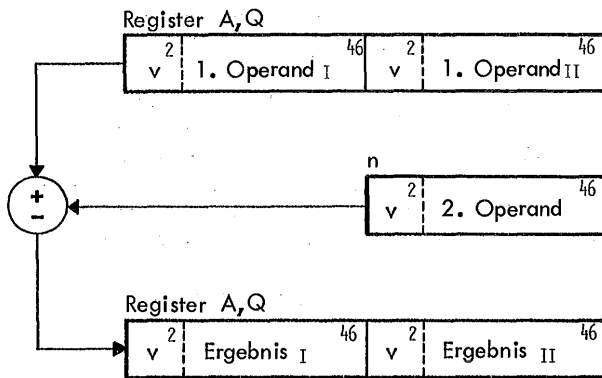 Register A,Q
v 2 1. Operand I 46 v 2 1. Operand II 46
n
v 2 2. Operand 46
+
-
Register A,Q
v 2 Ergebnis I 46 v 2 Ergebnis II 46